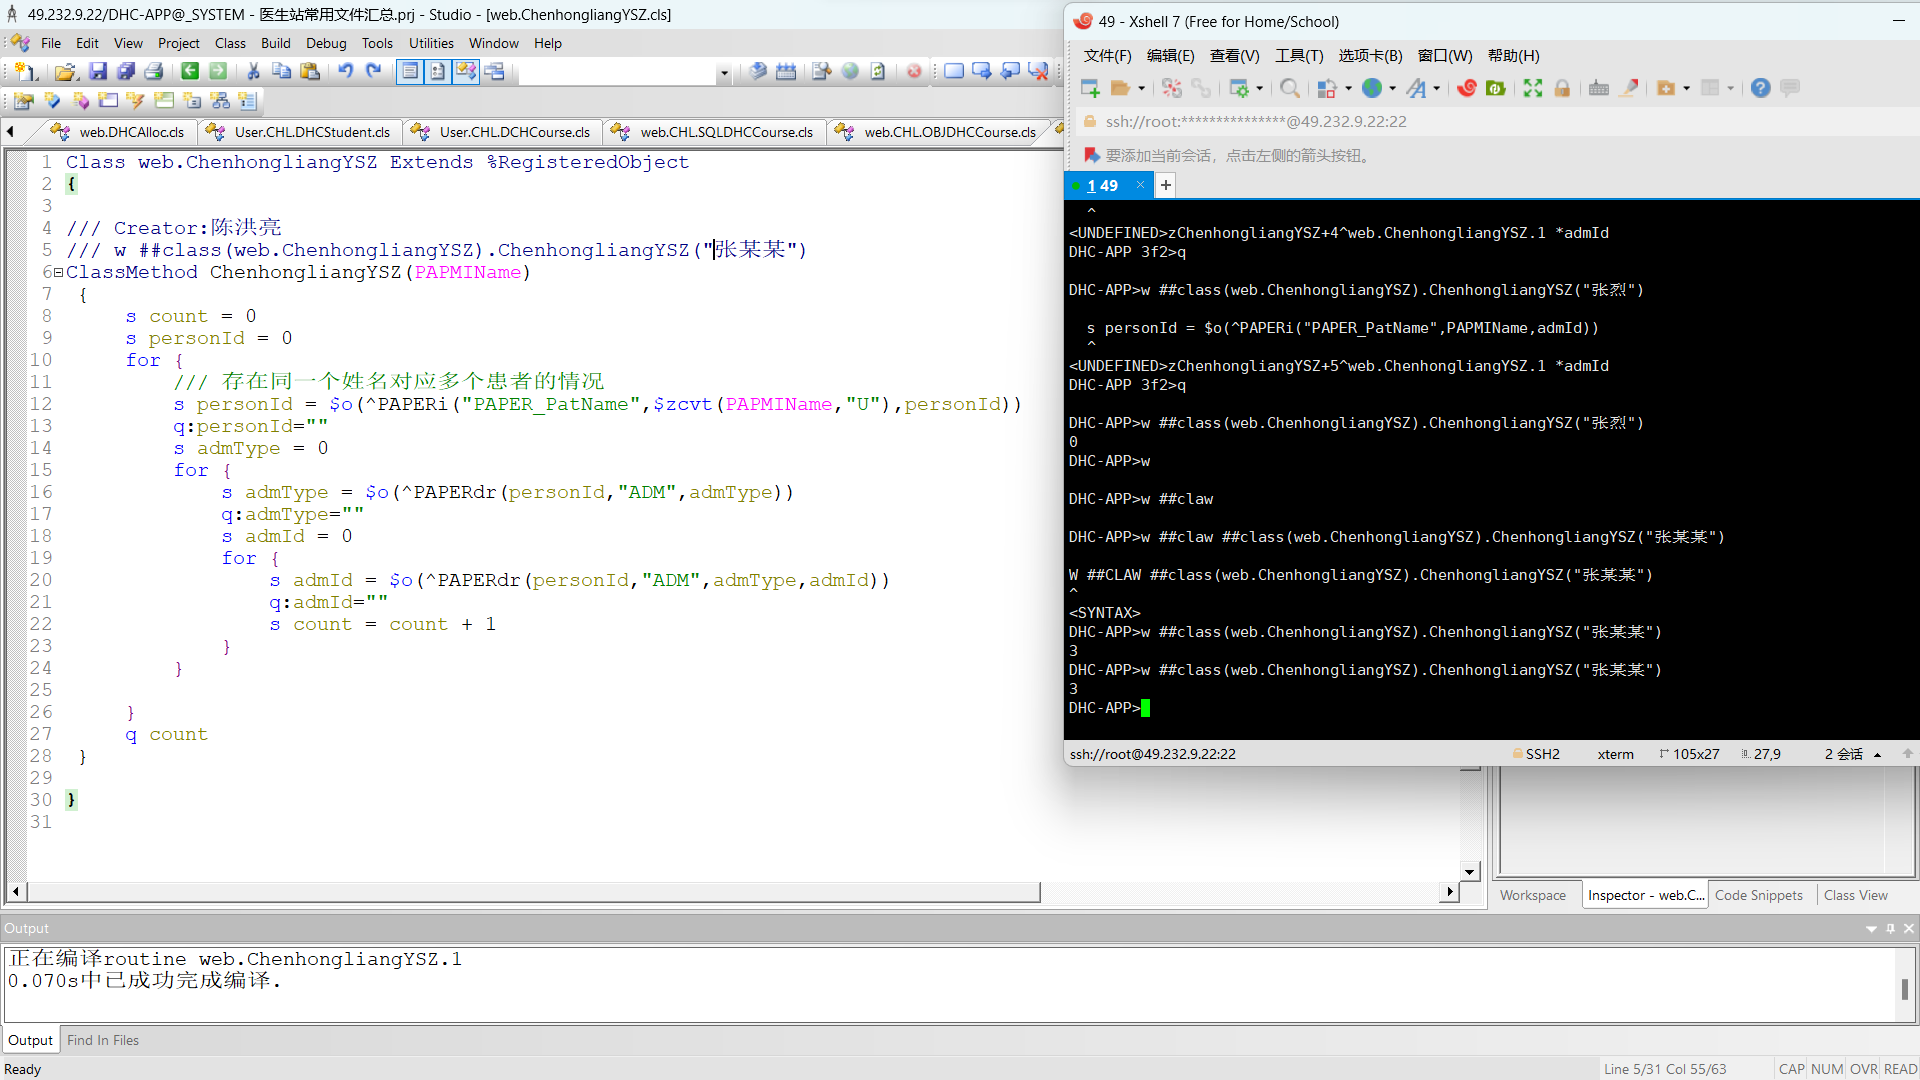 49.232.9.22/DHC-APP@_SYSTEM - 医生站常用文件汇总.prj - Studio - [web.ChenhongliangYSZ.cls]
File Edit View Project Class Build Debug Tools Utilities Window Help
web.DHCAlloc.cls User.CHL.DHCStudent.cls User.CHL.DCHCourse.cls web.CHL.SQLDHCCourse.cls web.CHL.OBJDHCCourse.cls
1 Class web.ChenhongliangYSZ Extends %RegisteredObject
2 {
3
4 /// Creator:陈洪亮
5 /// w ##class(web.ChenhongliangYSZ).ChenhongliangYSZ("张某某")
6 ClassMethod ChenhongliangYSZ(PAPMIName)
7 {
8 s count = 0
9 s personId = 0
10 for {
11 /// 存在同一个姓名对应多个患者的情况
12 s personId = $o(^PAPERi("PAPER_PatName",$zcvt(PAPMIName,"U"),personId))
13 q:personId=""
14 s admType = 0
15 for {
16 s admType = $o(^PAPERdr(personId,"ADM",admType))
17 q:admType=""
18 s admId = 0
19 for {
20 s admId = $o(^PAPERdr(personId,"ADM",admType,admId))
21 q:admId=""
22 s count = count + 1
23 }
24 }
25
26 }
27 q count
28 }
29
30 }
31
49 - Xshell 7 (Free for Home/School)
文件(F) 编辑(E) 查看(V) 工具(T) 选项卡(B) 窗口(W) 帮助(H)
ssh://root:***************@49.232.9.22:22
要添加当前会话，点击左侧的箭头按钮。
1 49 × +
^
<UNDEFINED>zChenhongliangYSZ+4^web.ChenhongliangYSZ.1 *admId
DHC-APP 3f2>q
DHC-APP>w ##class(web.ChenhongliangYSZ).ChenhongliangYSZ("张烈")
s personId = $o(^PAPERi("PAPER_PatName",PAPMIName,admId))
^
<UNDEFINED>zChenhongliangYSZ+5^web.ChenhongliangYSZ.1 *admId
DHC-APP 3f2>q
DHC-APP>w ##class(web.ChenhongliangYSZ).ChenhongliangYSZ("张烈")
0
DHC-APP>w
DHC-APP>w ##claw
DHC-APP>w ##claw ##class(web.ChenhongliangYSZ).ChenhongliangYSZ("张某某")
W ##CLAW ##class(web.ChenhongliangYSZ).ChenhongliangYSZ("张某某")
^
<SYNTAX>
DHC-APP>w ##class(web.ChenhongliangYSZ).ChenhongliangYSZ("张某某")
3
DHC-APP>w ##class(web.ChenhongliangYSZ).ChenhongliangYSZ("张某某")
3
DHC-APP>
ssh://root@49.232.9.22:22 SSH2 xterm 105x27 27,9 2 会话
Workspace Inspector - web.C... Code Snippets Class View
Output
正在编译routine web.ChenhongliangYSZ.1
0.070s中已成功完成编译.
Output Find In Files
Ready Line 5/31 Col 55/63 CAP NUM OVR READ